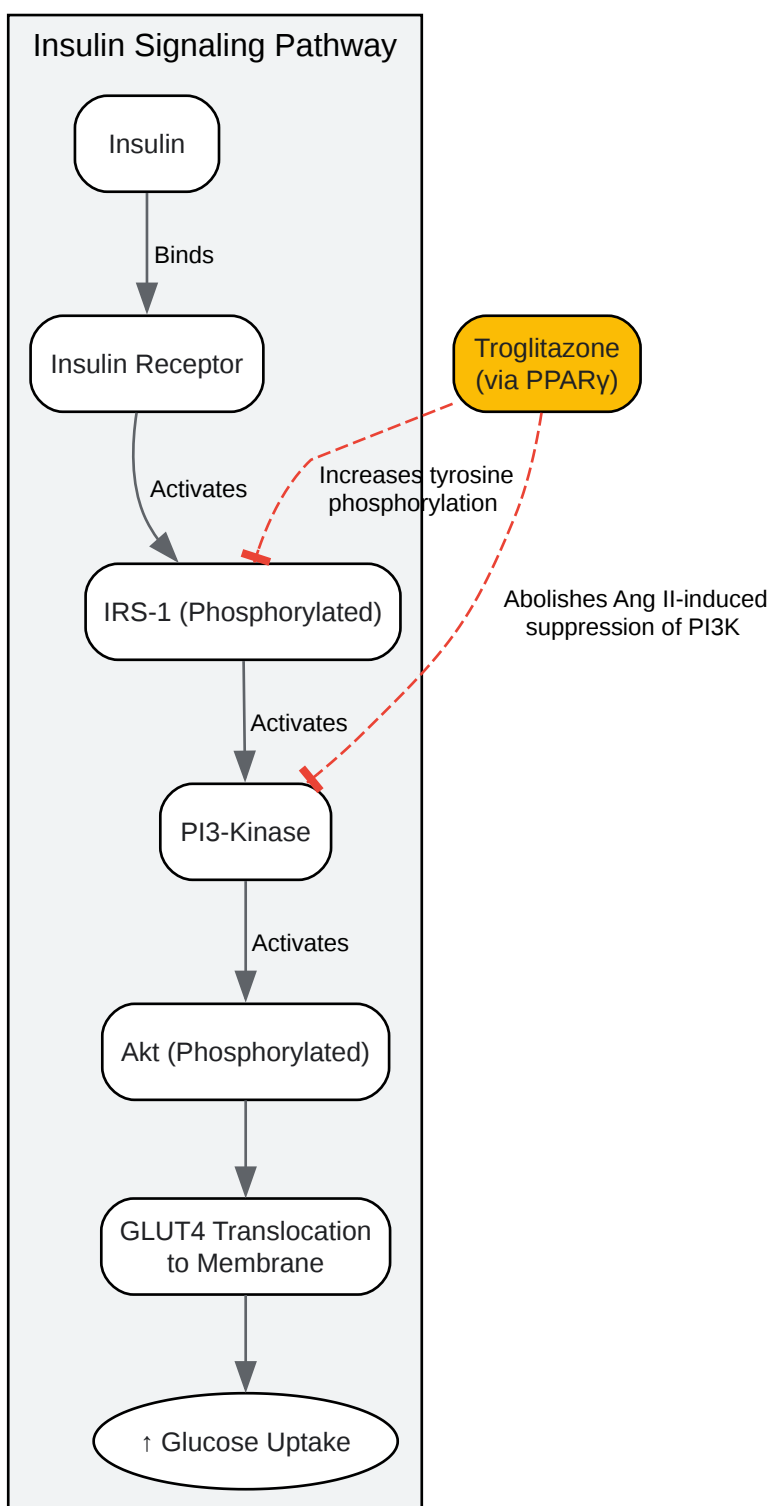 Insulin Signaling Pathway
Insulin
Binds
Insulin Receptor
Troglitazone
(via PPARγ)
Activates
Increases tyrosine
phosphorylation
IRS-1 (Phosphorylated)
Abolishes Ang II-induced
suppression of PI3K
Activates
PI3-Kinase
Activates
Akt (Phosphorylated)
GLUT4 Translocation
to Membrane
↑ Glucose Uptake